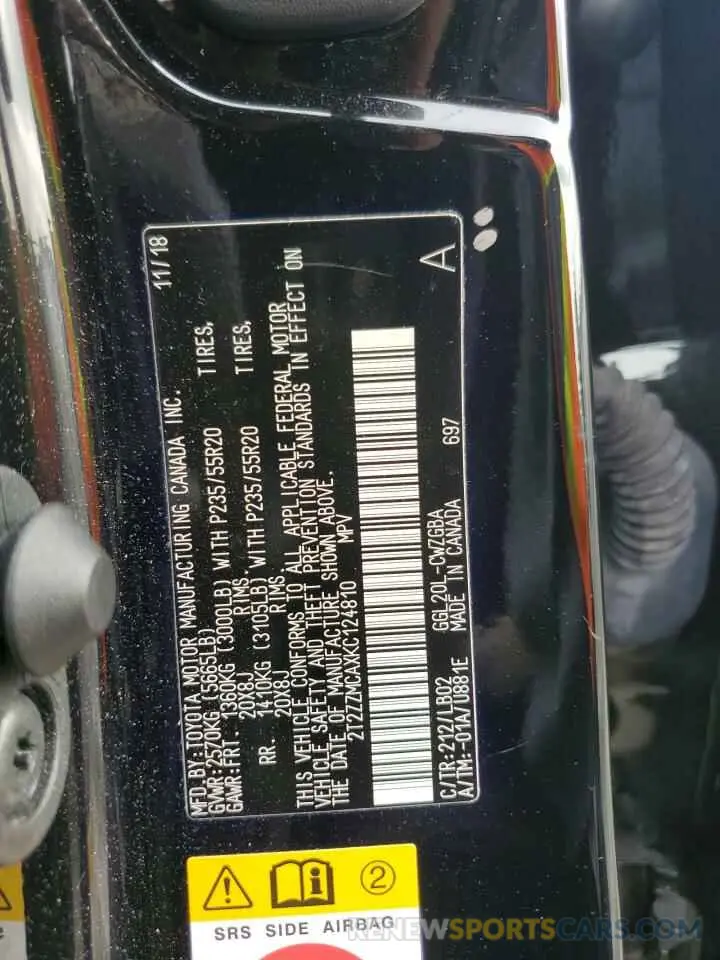 MFD.BY:TOYOTA MOTOR MANUFACTURING CANADA INC. 11/18
GVWR:2570KG (5665LB)
GAWR:FRT. 1360KG (3000LB) WITH P235/55R20 TIRES,
20X8J RIMS,
RR. 1410KG (3105LB) WITH P235/55R20 TIRES,
20X8J RIMS
THIS VEHICLE CONFORMS TO ALL APPLICABLE FEDERAL MOTOR
VEHICLE SAFETY AND THEFT PREVENTION STANDARDS IN EFFECT ON
THE DATE OF MANUFACTURE SHOWN ABOVE.
2T2ZZMCAXKC124810 MPV
A
C/TR:212/LB02 GGL20L-CWZGBA 697
A/TM:-01A/U881E MADE IN CANADA
2
SRS SIDE AIRBAG
RENEWSPORTSCARS.COM